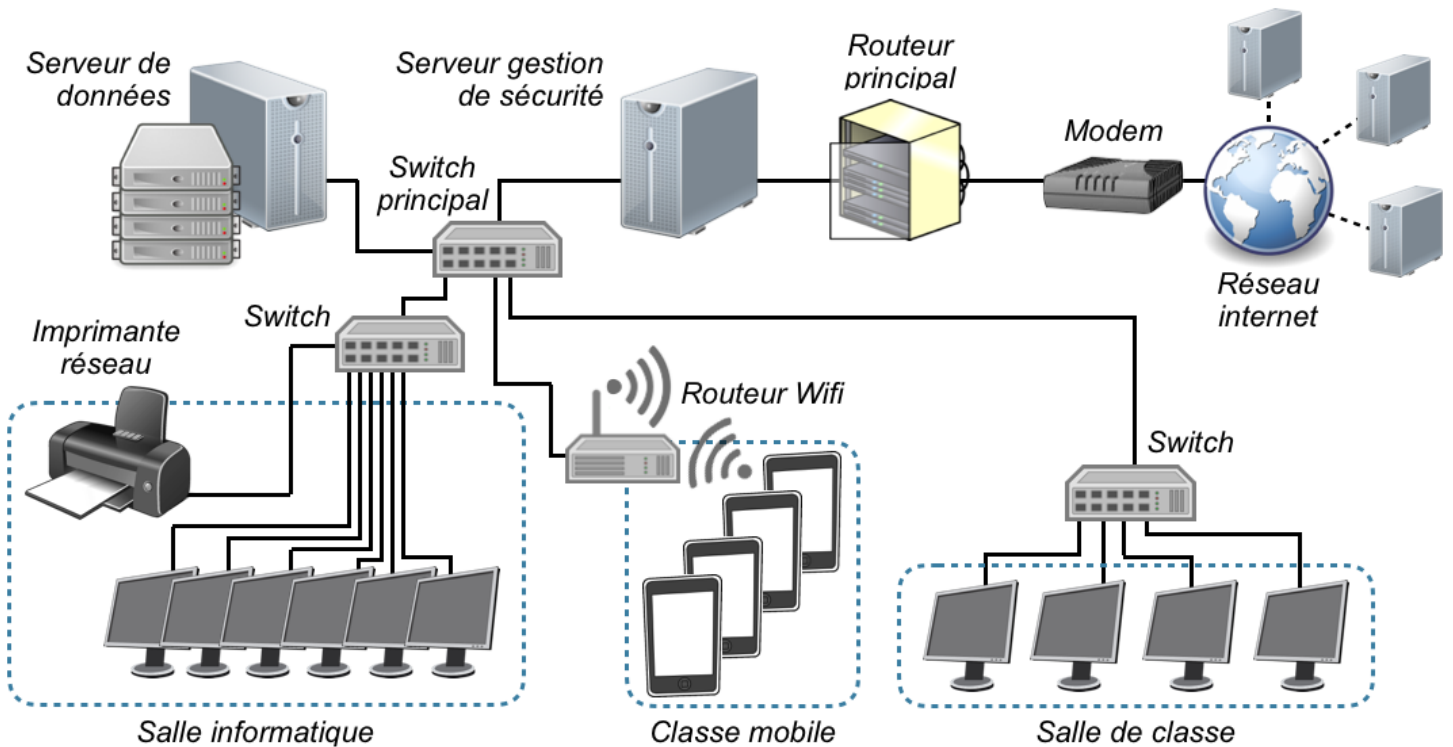 Serveur de
données
Serveur gestion
de sécurité
Routeur
principal
Modem
Switch
principal
Réseau
internet
Imprimante
réseau
Switch
Routeur Wifi
Switch
Salle informatique
Classe mobile
Salle de classe